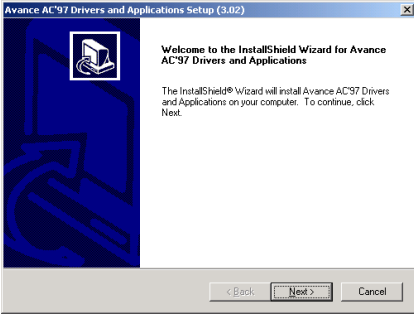 Avance AC'97 Drivers and Applications Setup (3.02)
Welcome to the InstallShield Wizard for Avance
AC'97 Drivers and Applications
The InstallShield® Wizard will install Avance AC'97 Drivers
and Applications on your computer. To continue, click
Next.
< Back
Next >
Cancel